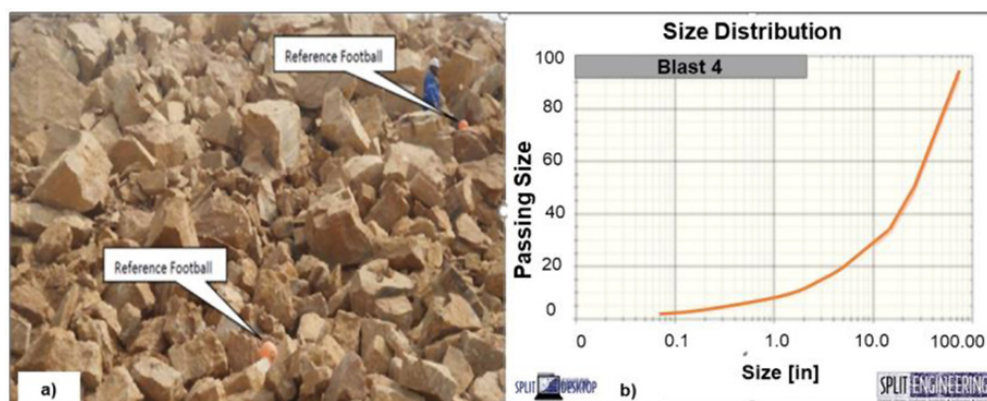 Reference Football
Reference Football
a)
Size Distribution
Blast 4
Passing Size
100
80
60
40
20
0
0 0.1 1.0 10.0 100.00
Size [in]
SPLIT DESKTOP
b)
SPLIT ENGINEERING